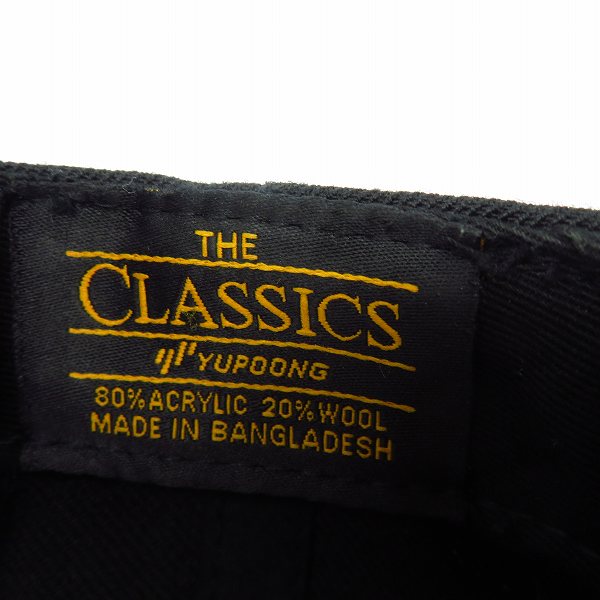 THE
CLASSICS
YUPOONG
80% ACRYLIC 20% WOOL
MADE IN BANGLADESH